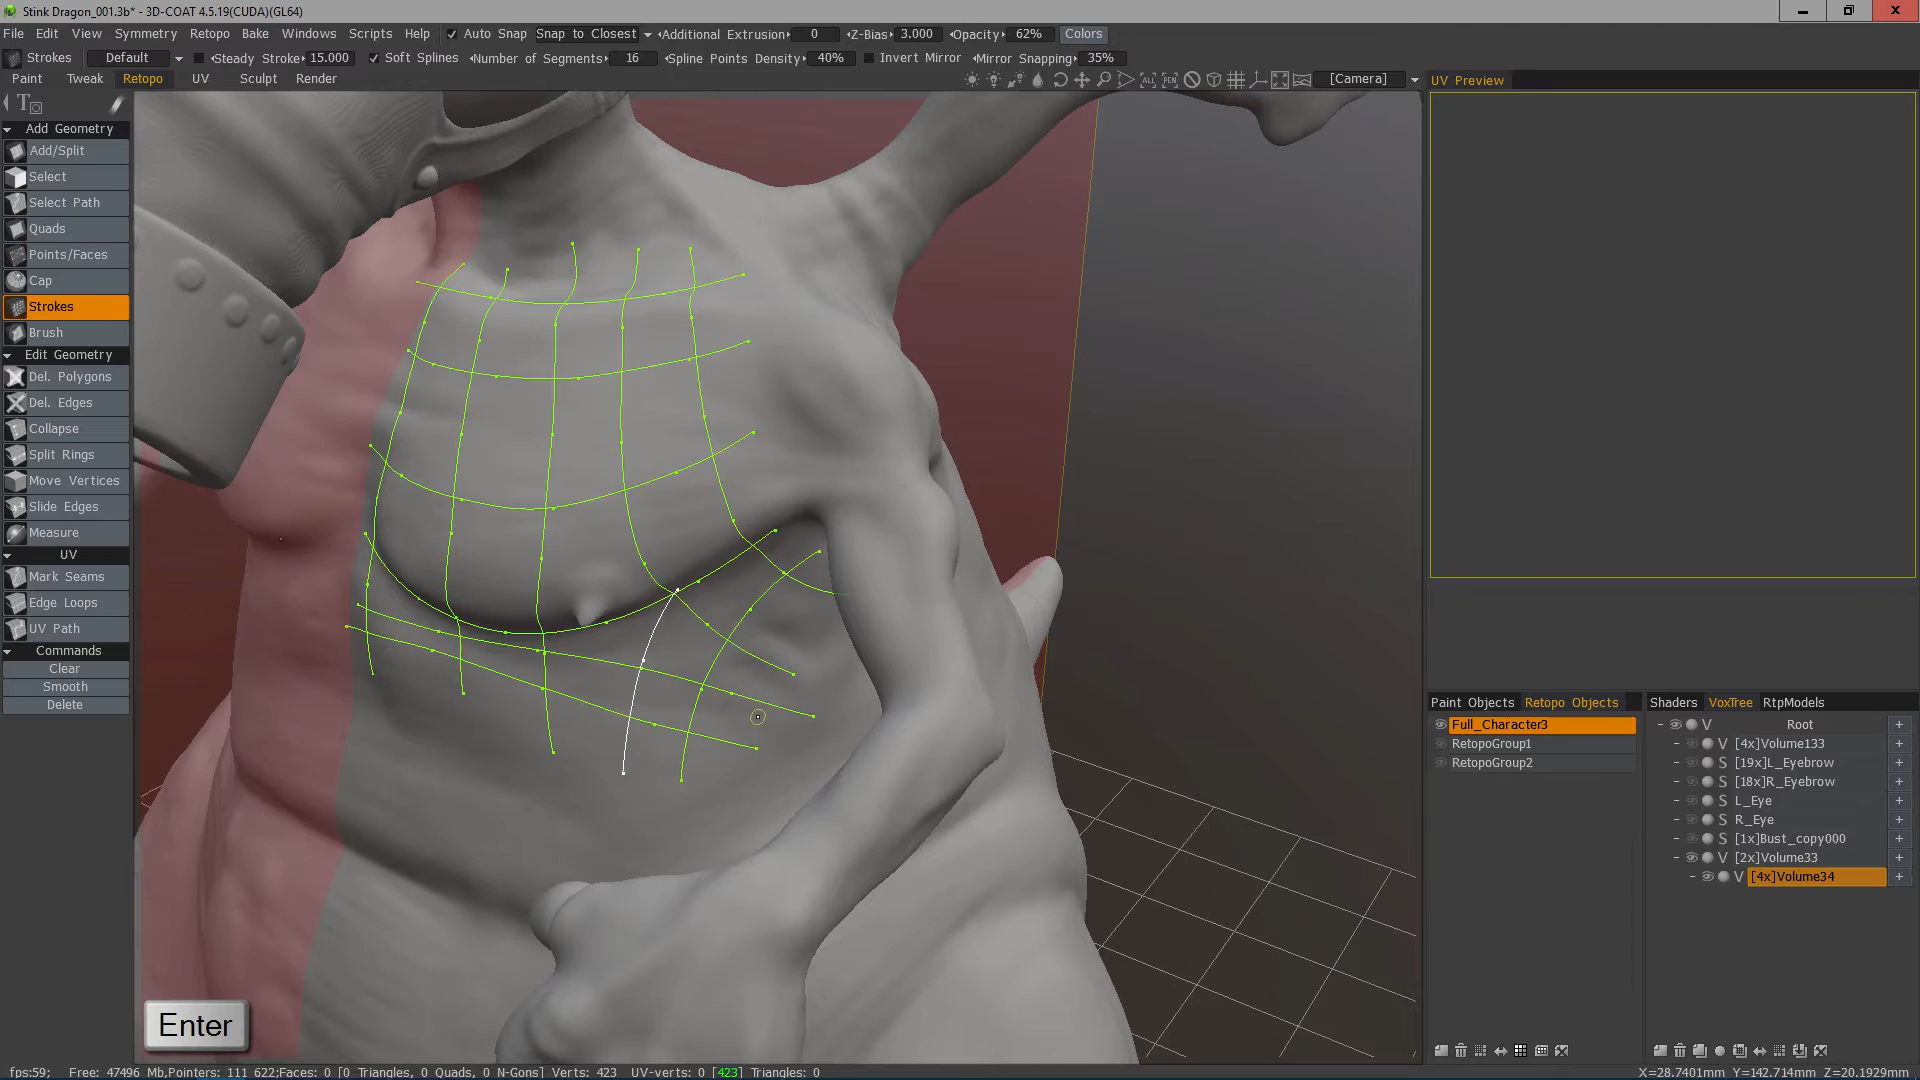 Stink Dragon_001.3b* - 3D-COAT 4.5.19(CUDA)(GL64)
File Edit View Symmetry Retopo Bake Windows Scripts Help Auto Snap Snap to Closest Additional Extrusion 0 Z-Bias 3.000 Opacity 62% Colors
Strokes Default Steady Stroke 15.000 Soft Splines Number of Segments 16 Spline Points Density 40% Invert Mirror Mirror Snapping 35%
Paint Tweak Retopo UV Sculpt Render [Camera] UV Preview
Add Geometry
Add/Split
Select
Select Path
Quads
Points/Faces
Cap
Strokes
Brush
Edit Geometry
Del. Polygons
Del. Edges
Collapse
Split Rings
Move Vertices
Slide Edges
Measure
UV
Mark Seams
Edge Loops
UV Path
Commands
Clear
Smooth
Delete
Enter
Paint Objects Retopo Objects
Full_Character3
RetopoGroup1
RetopoGroup2
Shaders VoxTree RtpModels
V Root +
V [4x]Volume133 +
S [19x]L_Eyebrow +
S [18x]R_Eyebrow +
S L_Eye +
S R_Eye +
S [1x]Bust_copy000 +
V [2x]Volume33 +
V [4x]Volume34 +
fps:59; Free: 47496 Mb,Pointers: 111 622;Faces: 0 [0 Triangles, 0 Quads, 0 N-Gons] Verts: 423 UV-verts: 0 [423] Triangles: 0 X=28.7401mm Y=142.714mm Z=20.1929mm